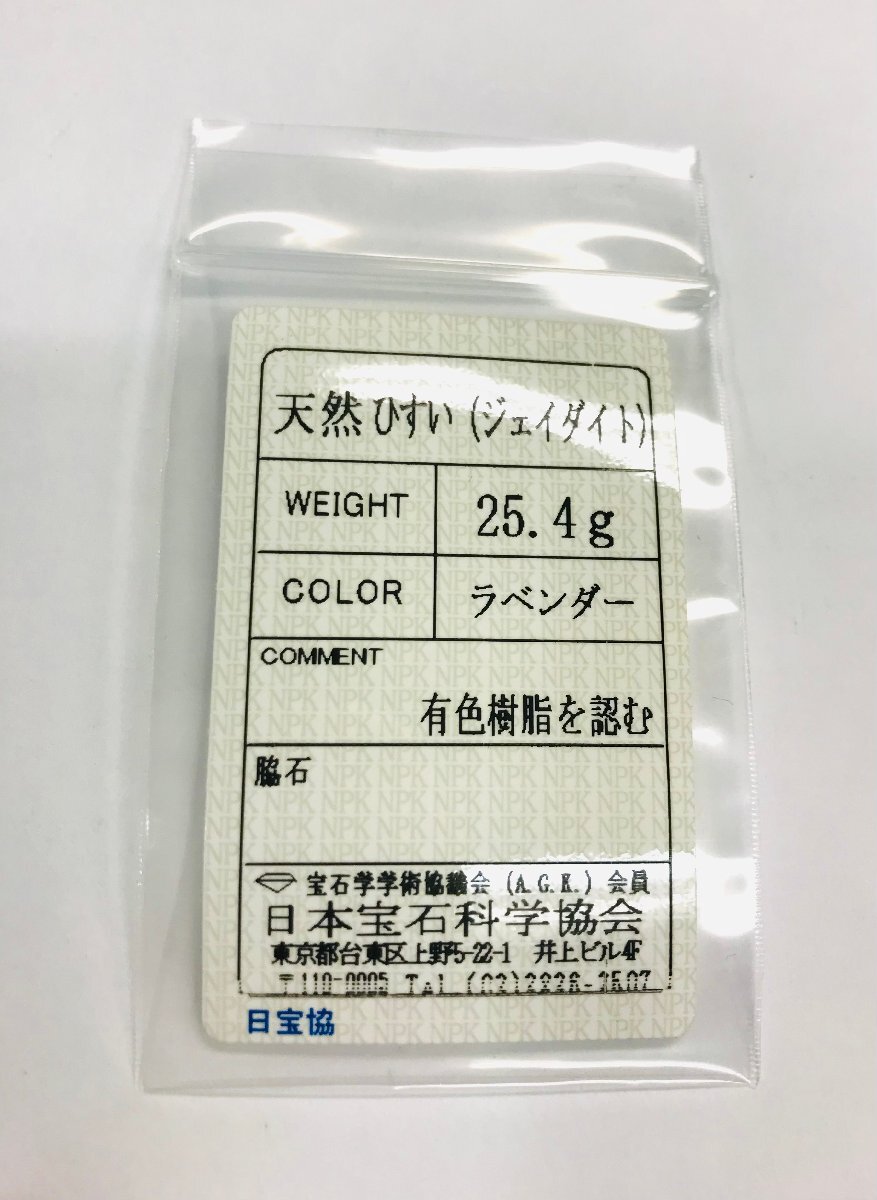 天然ひすい(ジェイダイト)
WEIGHT 25.4g
COLOR ラベンダー
COMMENT
有色樹脂を認む
脇石
宝石学学術協議会 (A.G.K.) 会員
日本宝石科学協会
東京都台東区上野5-22-1 井上ビル4F
〒110-0005
日宝協